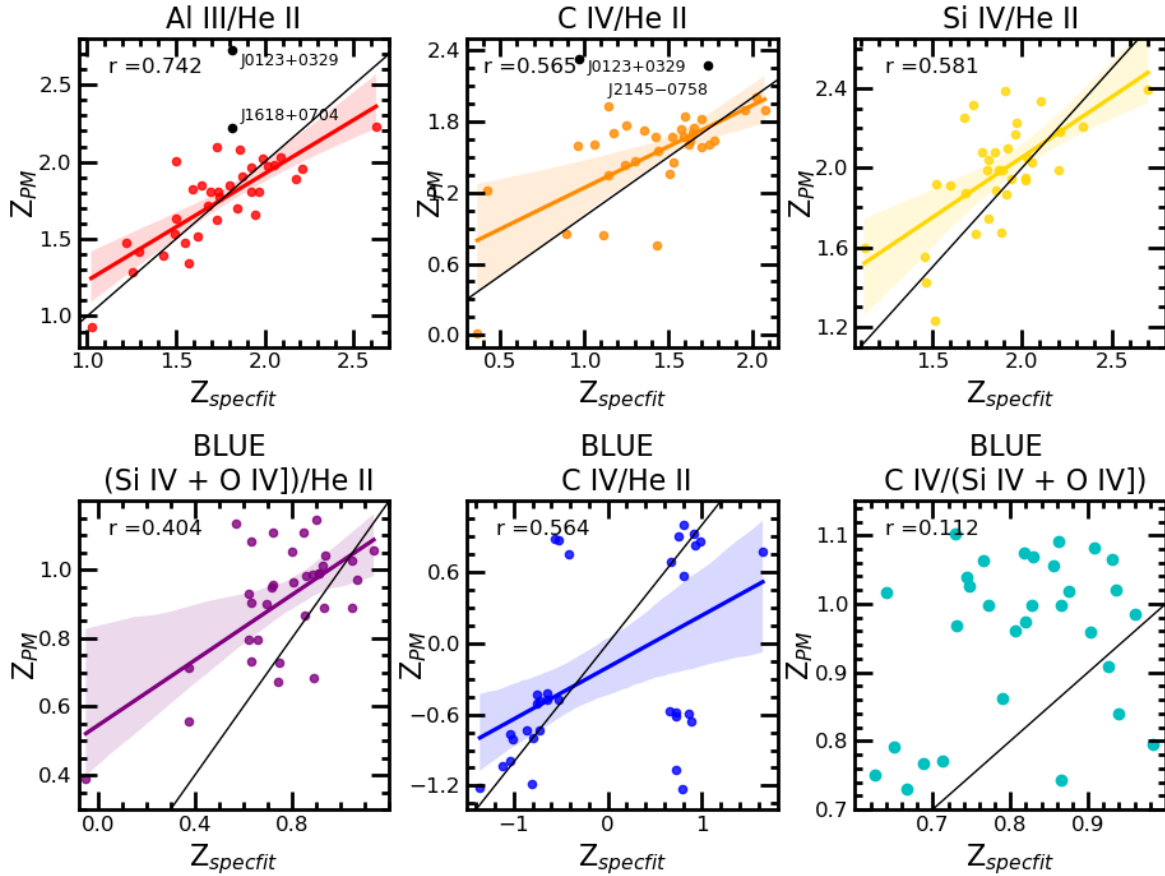 Al III/He II
r =0.742
J0123+0329
J1618+0704
Z_PM
2.5
2.0
1.5
1.0
1.0 1.5 2.0 2.5
Z_specfit
C IV/He II
r =0.565
J0123+0329
J2145−0758
Z_PM
2.4
1.8
1.2
0.6
0.0
0.5 1.0 1.5 2.0
Z_specfit
Si IV/He II
r =0.581
Z_PM
2.4
2.0
1.6
1.2
1.5 2.0 2.5
Z_specfit
BLUE
(Si IV + O IV])/He II
r =0.404
Z_PM
1.0
0.8
0.6
0.4
0.0 0.4 0.8
Z_specfit
BLUE
C IV/He II
r =0.564
Z_PM
0.6
0.0
−0.6
−1.2
−1 0 1
Z_specfit
BLUE
C IV/(Si IV + O IV])
r =0.112
Z_PM
1.1
1.0
0.9
0.8
0.7
0.7 0.8 0.9
Z_specfit